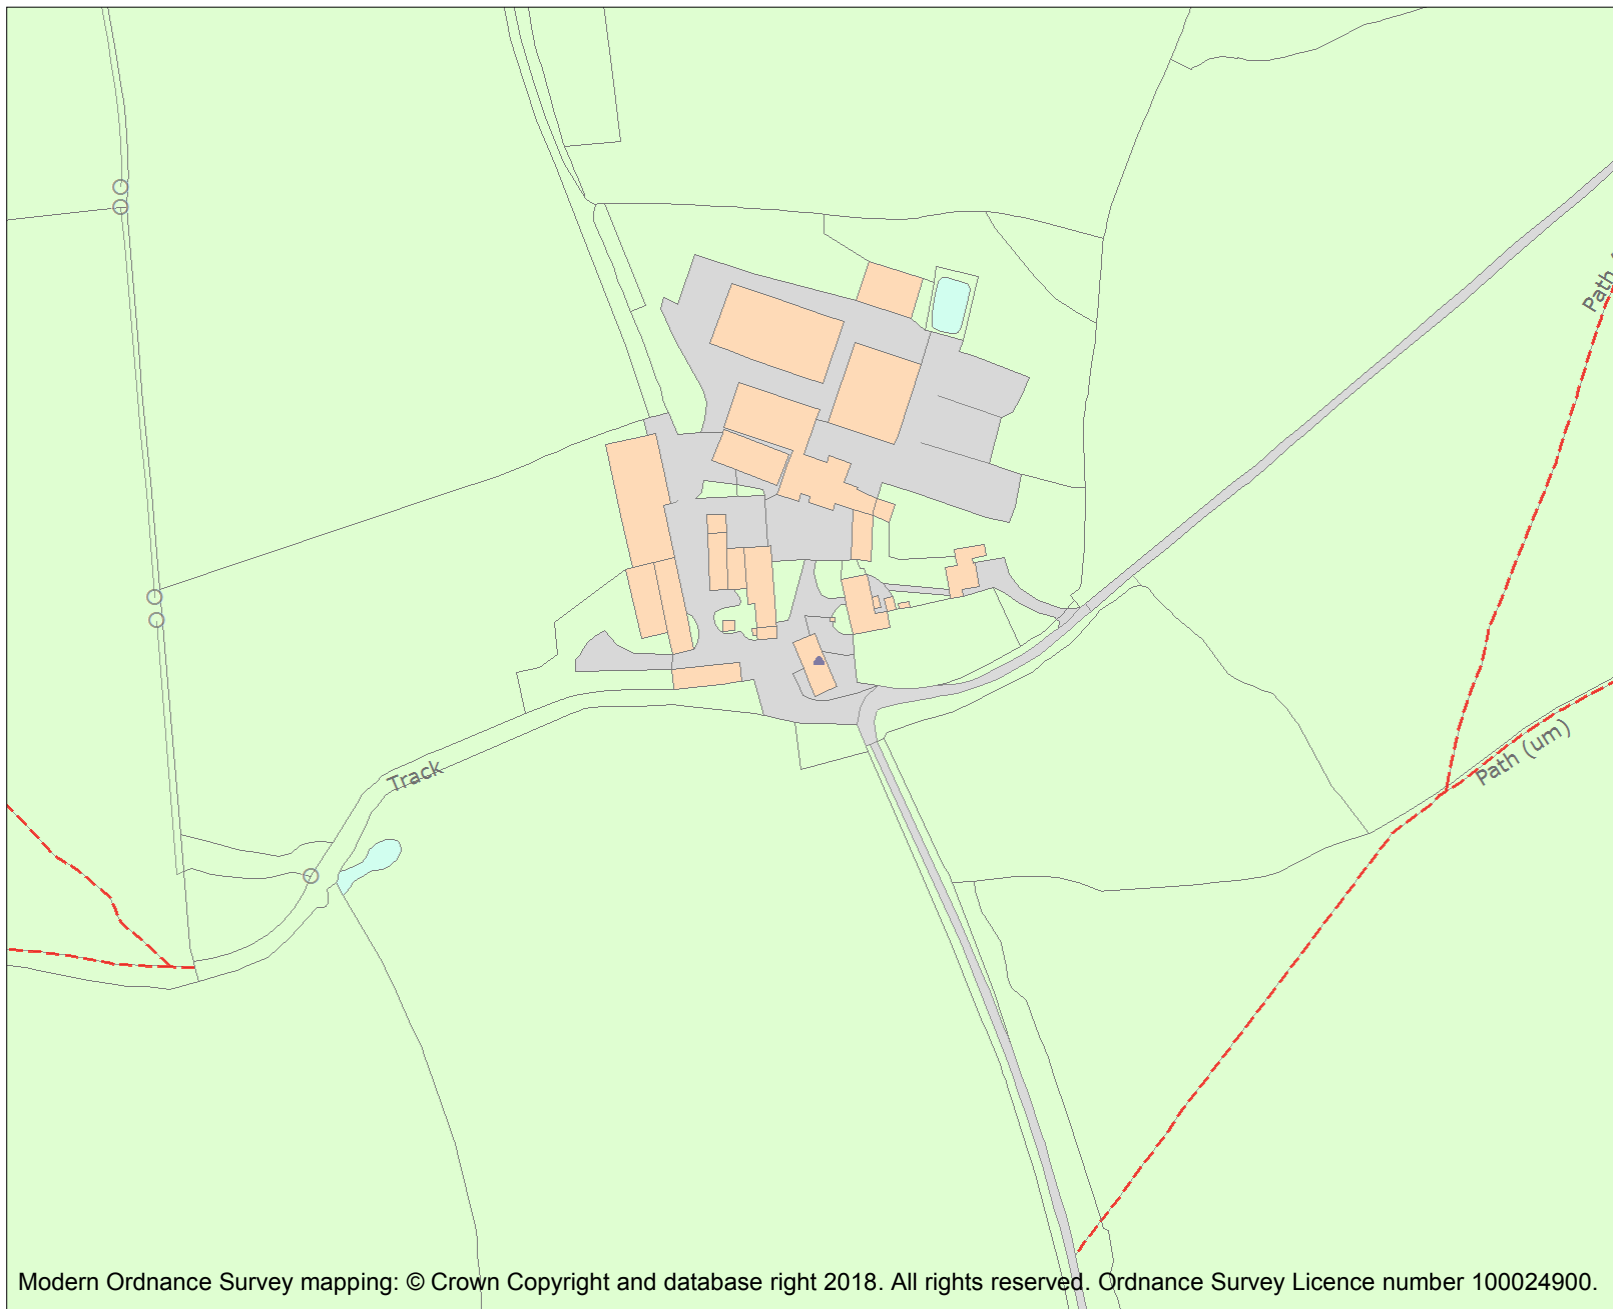 Path
Path (um)
Track
Modern Ordnance Survey mapping: © Crown Copyright and database right 2018. All rights reserved. Ordnance Survey Licence number 100024900.